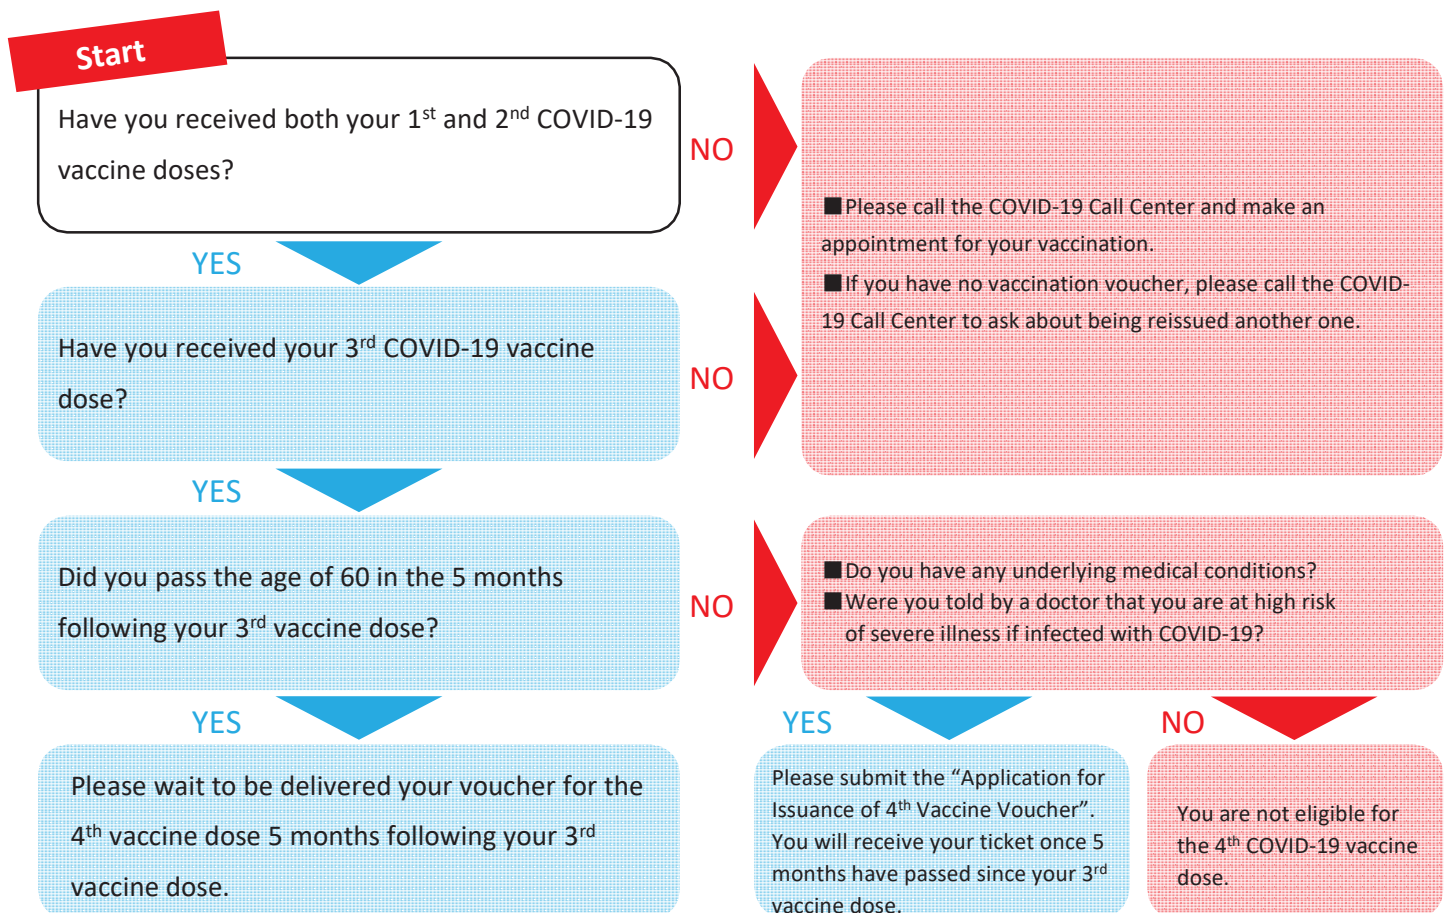 Start
Have you received both your 1st and 2nd COVID-19
vaccine doses?
NO
■Please call the COVID-19 Call Center and make an
appointment for your vaccination.
■If you have no vaccination voucher, please call the COVID-
19 Call Center to ask about being reissued another one.
YES
Have you received your 3rd COVID-19 vaccine
dose?
NO
YES
Did you pass the age of 60 in the 5 months
following your 3rd vaccine dose?
NO
■Do you have any underlying medical conditions?
■Were you told by a doctor that you are at high risk
of severe illness if infected with COVID-19?
YES
Please wait to be delivered your voucher for the
4th vaccine dose 5 months following your 3rd
vaccine dose.
YES
Please submit the “Application for
Issuance of 4th Vaccine Voucher”.
You will receive your ticket once 5
months have passed since your 3rd
vaccine dose.
NO
You are not eligible for
the 4th COVID-19 vaccine
dose.